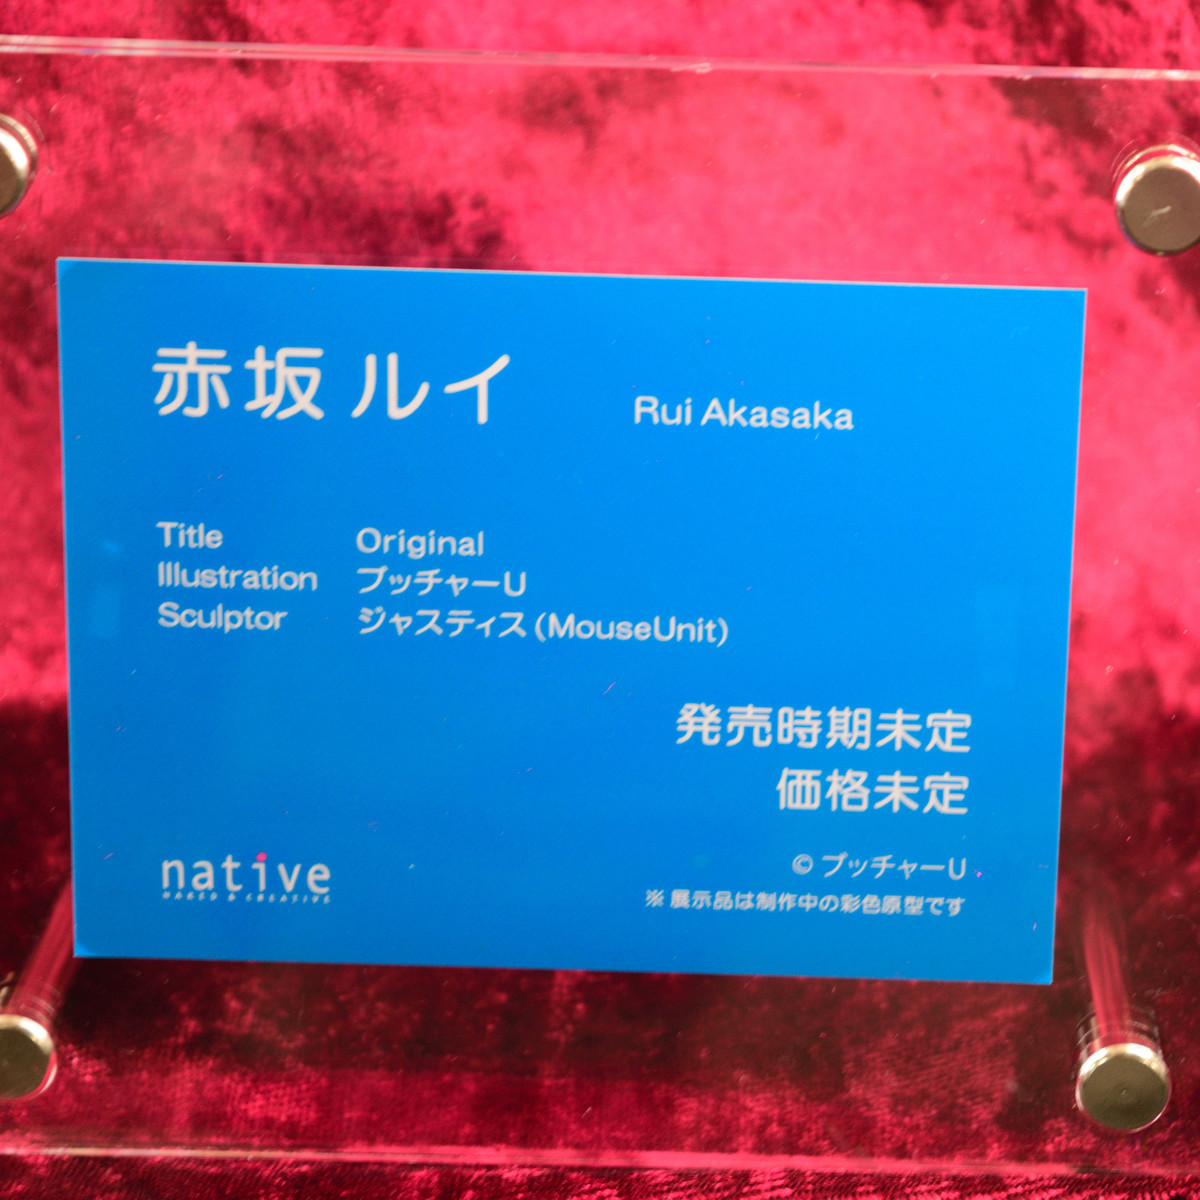 赤坂 ルイ Rui Akasaka
Title Original
Illustration ブッチャーU
Sculptor ジャスティス (MouseUnit)
発売時期未定
価格未定
© ブッチャーU
※ 展示品は制作中の彩色原型です
native
NAKED & CREATIVE